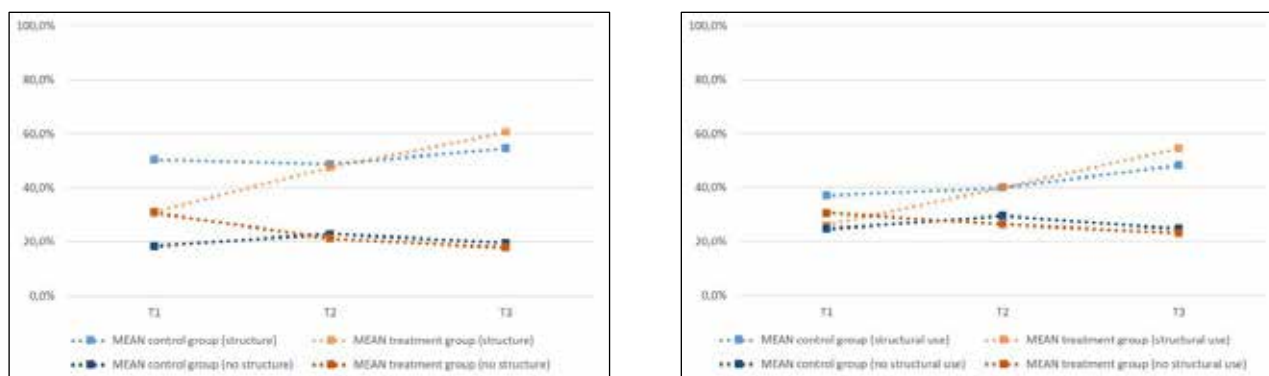 100,0%
80,0%
60,0%
40,0%
20,0%
0,0%
T1 T2 T3
MEAN control group (structure) MEAN treatment group (structure)
MEAN control group (no structure) MEAN treatment group (no structure)
100,0%
80,0%
60,0%
40,0%
20,0%
0,0%
T1 T2 T3
MEAN control group (structural use) MEAN treatment group (structural use)
MEAN control group (no structural use) MEAN treatment group (no structural use)